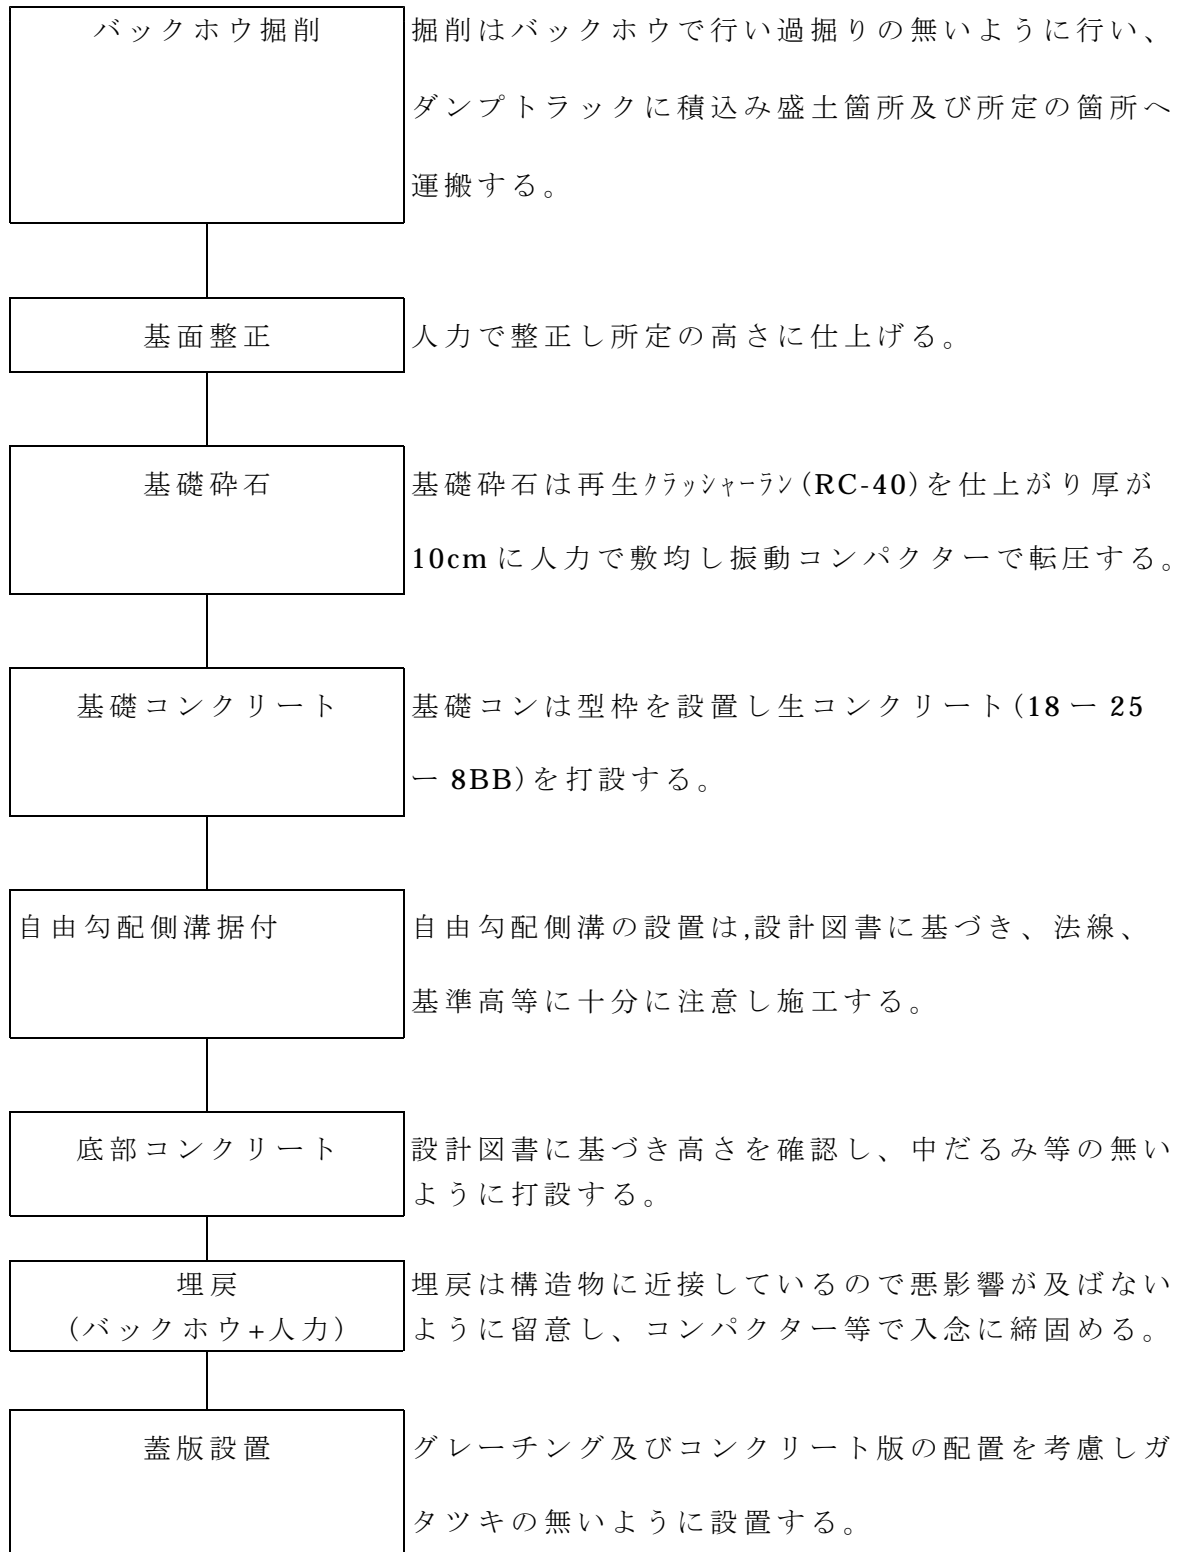 バックホウ掘削
掘削はバックホウで行い過掘りの無いように行い、
ダンプトラックに積込み盛土箇所及び所定の箇所へ
運搬する。
基面整正
人力で整正し所定の高さに仕上げる。
基礎砕石
基礎砕石は再生ｸﾗｯｼｬｰﾗﾝ(RC-40)を仕上がり厚が
10cmに人力で敷均し振動コンパクターで転圧する。
基礎コンクリート
基礎コンは型枠を設置し生コンクリート(18ー25
ー8BB)を打設する。
自由勾配側溝据付
自由勾配側溝の設置は,設計図書に基づき、法線、
基準高等に十分に注意し施工する。
底部コンクリート
設計図書に基づき高さを確認し、中だるみ等の無い
ように打設する。
埋戻
(バックホウ+人力)
埋戻は構造物に近接しているので悪影響が及ばない
ように留意し、コンパクター等で入念に締固める。
蓋版設置
グレーチング及びコンクリート版の配置を考慮しガ
タツキの無いように設置する。